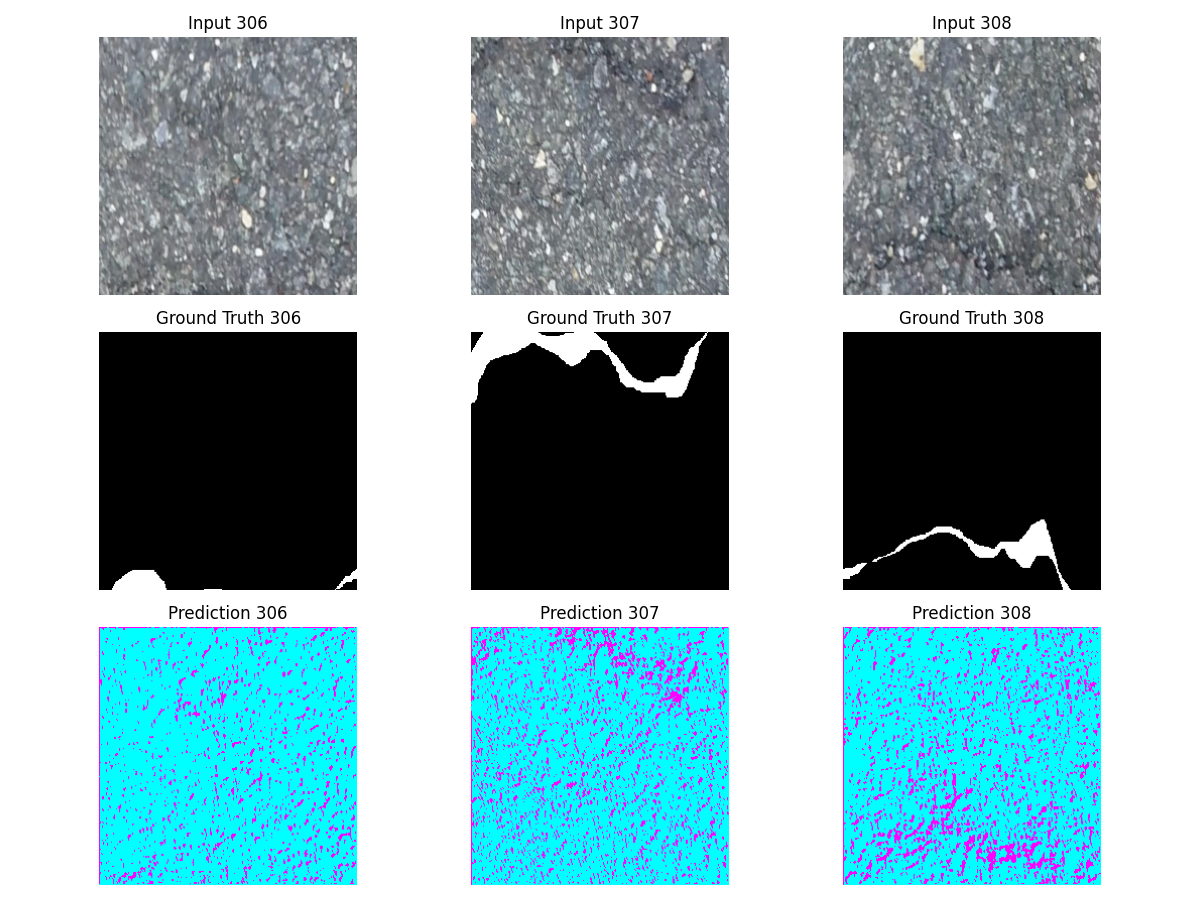 Input 306
Input 307
Input 308
Ground Truth 306
Ground Truth 307
Ground Truth 308
Prediction 306
Prediction 307
Prediction 308